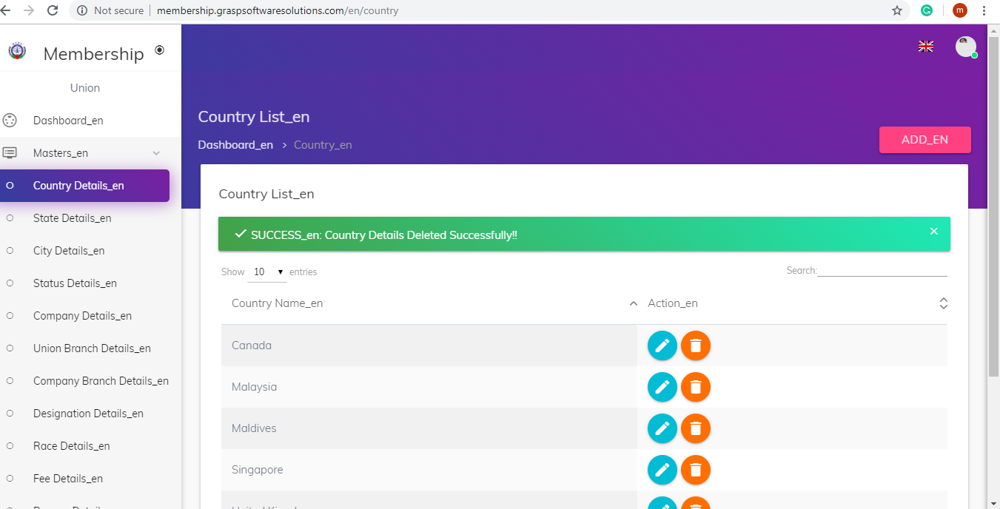 Not secure
membership.graspsoftwaresolutions.com/en/country
m
Membership
Union
Dashboard_en
Masters_en
Country Details_en
State Details_en
City Details_en
Status Details_en
Company Details_en
Union Branch Details_en
Company Branch Details_en
Designation Details_en
Race Details_en
Fee Details_en
Country List_en
Dashboard_en > Country_en
ADD_EN
Country List_en
SUCCESS_en: Country Details Deleted Successfully!!
Show 10 entries
Search:
Country Name_en Action_en
Canada
Malaysia
Maldives
Singapore